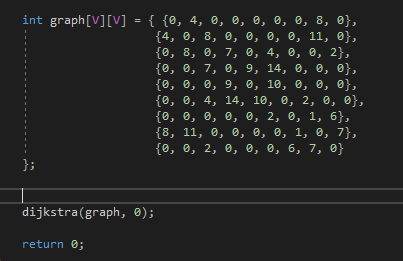 int graph[V][V] = { {0, 4, 0, 0, 0, 0, 0, 8, 0},
{4, 0, 8, 0, 0, 0, 0, 11, 0},
{0, 8, 0, 7, 0, 4, 0, 0, 2},
{0, 0, 7, 0, 9, 14, 0, 0, 0},
{0, 0, 0, 9, 0, 10, 0, 0, 0},
{0, 0, 4, 14, 10, 0, 2, 0, 0},
{0, 0, 0, 0, 0, 2, 0, 1, 6},
{8, 11, 0, 0, 0, 0, 1, 0, 7},
{0, 0, 2, 0, 0, 0, 6, 7, 0}
};
dijkstra(graph, 0);
return 0;